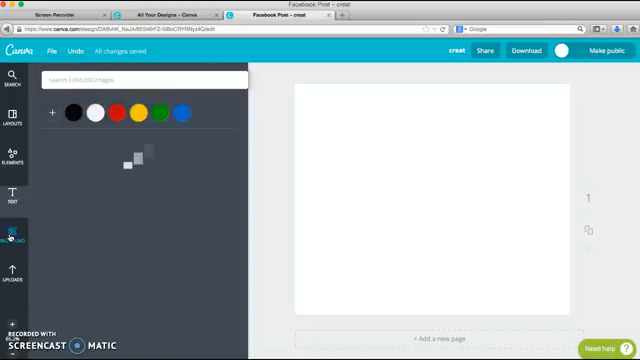 Facebook Post – creat
Screen Recorder
All Your Designs – Canva
Facebook Post – creat
Google
Canva
File
Undo
All changes saved
creat
Share
Download
Make public
SEARCH
LAYOUTS
ELEMENTS
TEXT
UPLOADS
1
+ Add a new page
RECORDED WITH
SCREENCAST MATIC
Need help ?